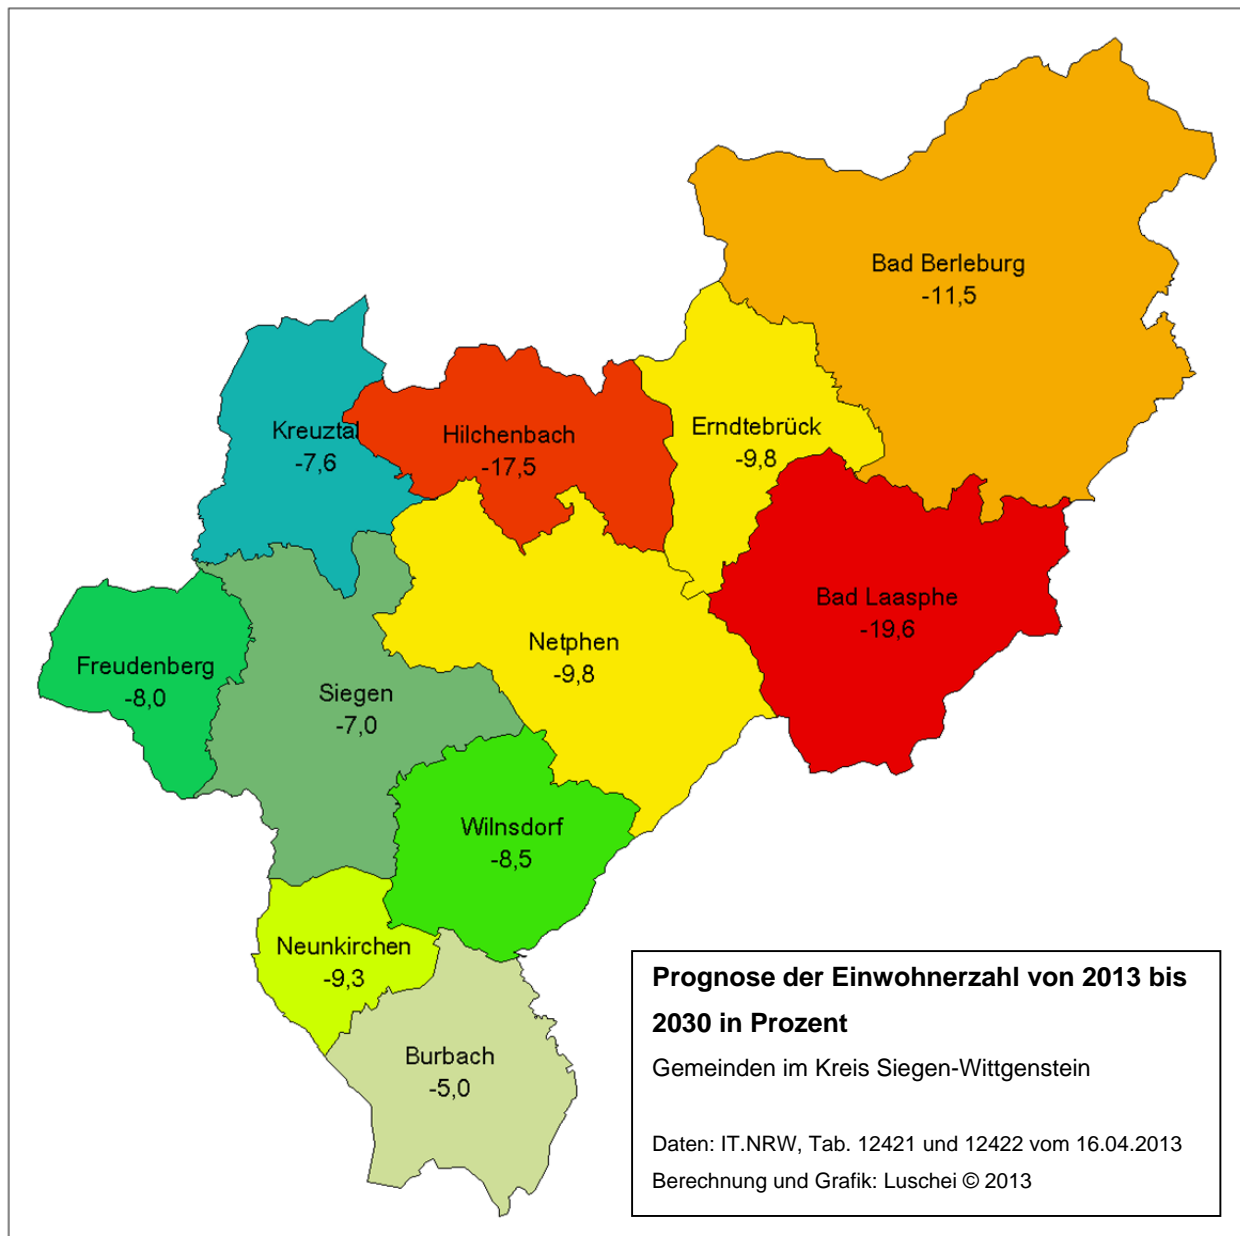 Bad Berleburg
-11,5
Kreuztal
-7,6
Hilchenbach
-17,5
Erndtebrück
-9,8
Bad Laasphe
-19,6
Netphen
-9,8
Freudenberg
-8,0
Siegen
-7,0
Wilnsdorf
-8,5
Neunkirchen
-9,3
Burbach
-5,0
Prognose der Einwohnerzahl von 2013 bis
2030 in Prozent
Gemeinden im Kreis Siegen-Wittgenstein
Daten: IT.NRW, Tab. 12421 und 12422 vom 16.04.2013
Berechnung und Grafik: Luschei © 2013